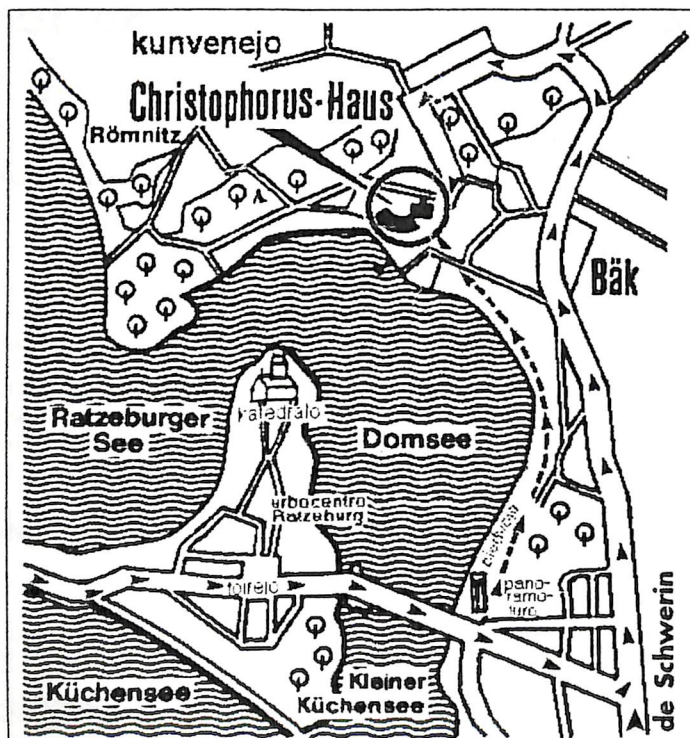 kunvenejo
Christophorus-Haus
Römnitz
Bäk
Ratzeburger
See
katedralo
Domsee
urbocentro
Ratzeburg
pano-
ramo-
turo
Küchensee
Kleiner
Küchensee
de Schwerin